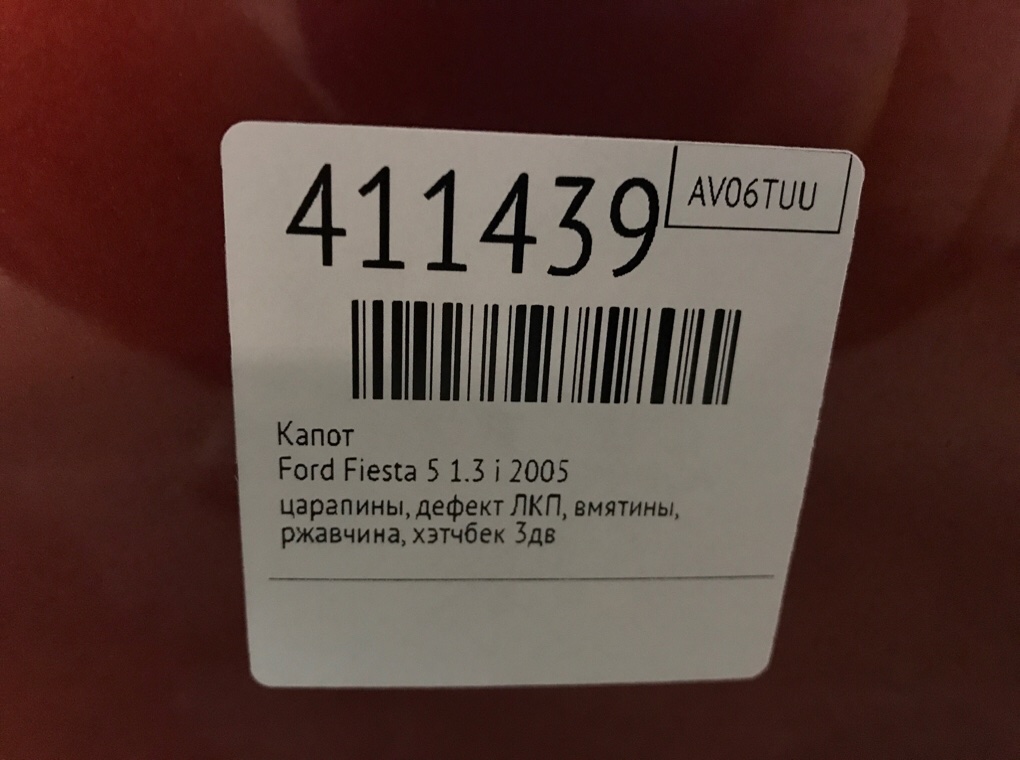 411439
AV06TUU
Капот
Ford Fiesta 5 1.3 i 2005
царапины, дефект ЛКП, вмятины,
ржавчина, хэтчбек 3дв